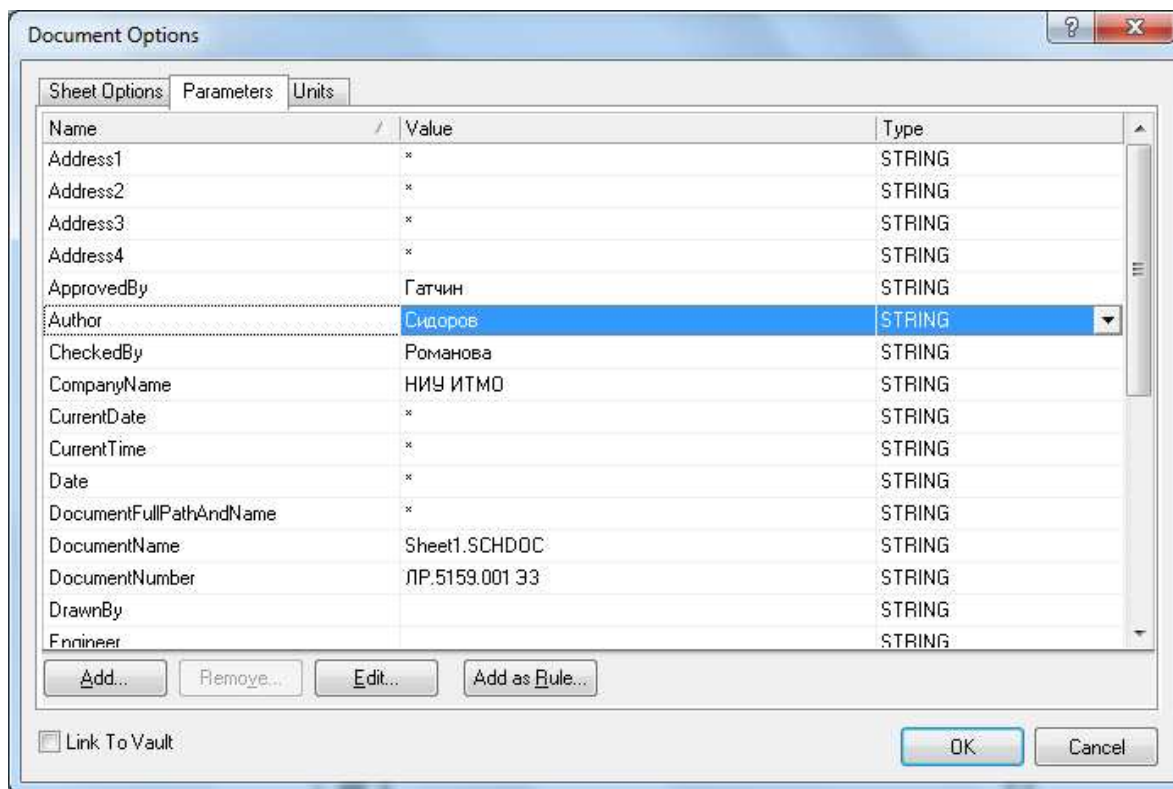 Document Options
Sheet Options Parameters Units
Name Value Type
Address1 * STRING
Address2 * STRING
Address3 * STRING
Address4 * STRING
ApprovedBy Гатчин STRING
Author Сидоров STRING
CheckedBy Романова STRING
CompanyName НИУ ИТМО STRING
CurrentDate * STRING
CurrentTime * STRING
Date * STRING
DocumentFullPathAndName * STRING
DocumentName Sheet1.SCHDOC STRING
DocumentNumber ЛР.5159.001 ЭЗ STRING
DrawnBy STRING
Engineer STRING
Add... Remove... Edit... Add as Rule...
Link To Vault OK Cancel